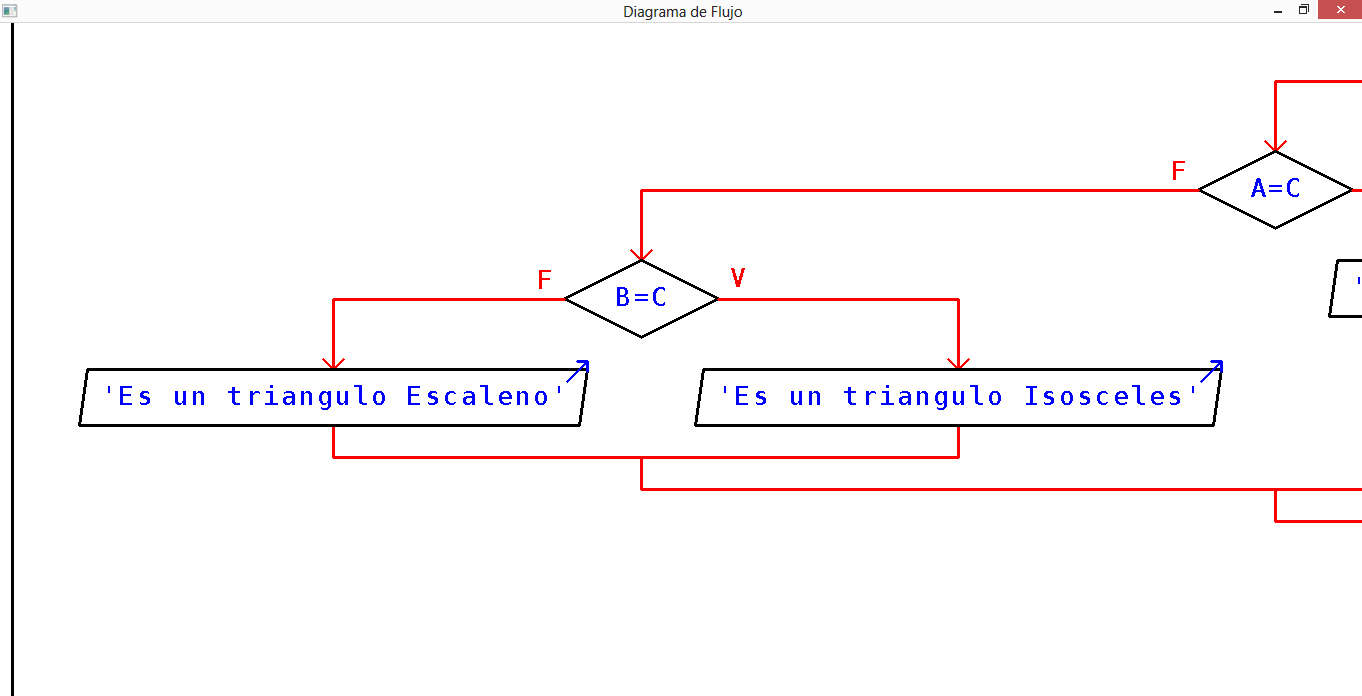 Diagrama de Flujo
F
A=C
F
B=C
V
'
'Es un triangulo Escaleno'
'Es un triangulo Isosceles'